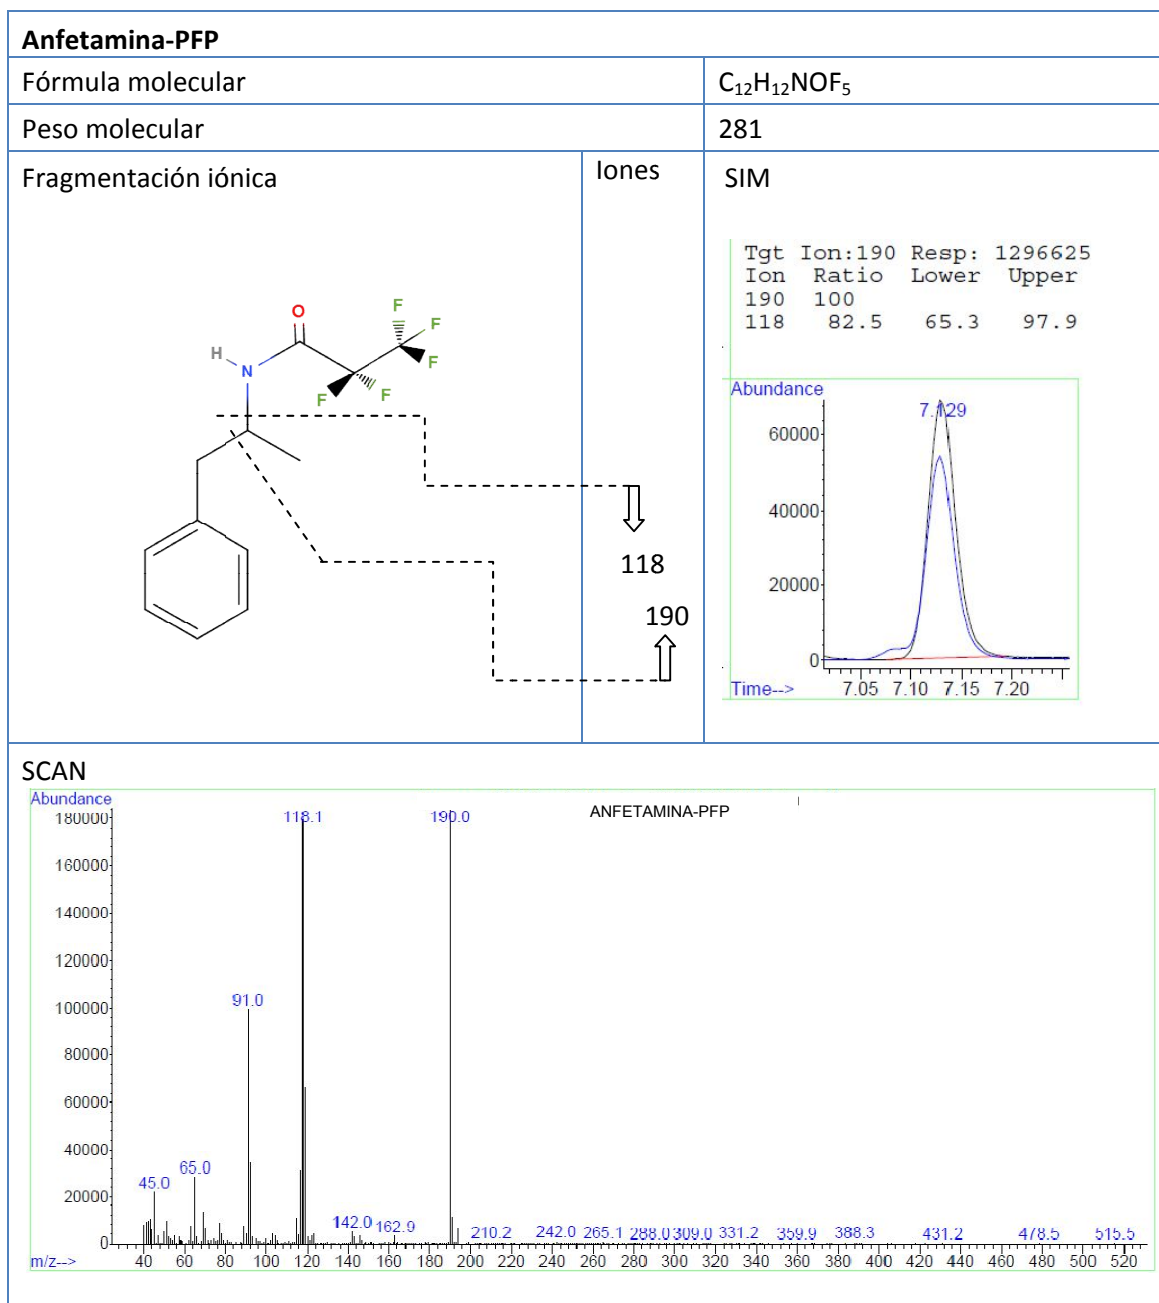 Anfetamina-PFP
Fórmula molecular C₁₂H₁₂NOF₅
Peso molecular 281
Fragmentación iónica Iones SIM
Tgt Ion:190 Resp: 1296625
Ion Ratio Lower Upper
190 100
118 82.5 65.3 97.9
O
H
N
F
F
F
F
F
118
190
Abundance
7.129
60000
40000
20000
0
7.05 7.10 7.15 7.20
Time-->
SCAN
Abundance
ANFETAMINA-PFP
180000
160000
140000
120000
100000
80000
60000
40000
20000
0
45.0
65.0
91.0
118.1
142.0
162.9
190.0
210.2
242.0
265.1
288.0
309.0
331.2
359.9
388.3
431.2
478.5
515.5
m/z-->
40 60 80 100 120 140 160 180 200 220 240 260 280 300 320 340 360 380 400 420 440 460 480 500 520